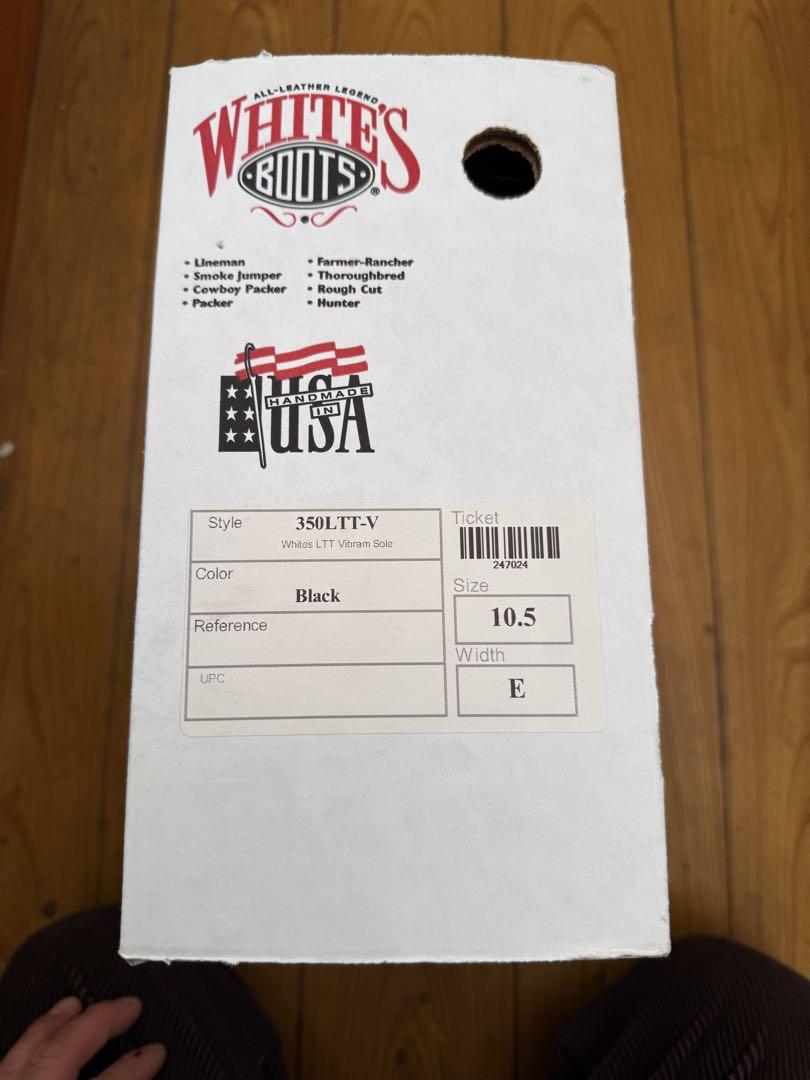 ALL-LEATHER LEGEND
WHITE'S
·BOOTS·®
• Lineman
• Smoke Jumper
• Cowboy Packer
• Packer
• Farmer-Rancher
• Thoroughbred
• Rough Cut
• Hunter
HANDMADE
IN
USA
Style 350LTT-V
Whites LTT Vibram Sole
Color
Black
Reference
UPC
Ticket
247024
Size
10.5
Width
E